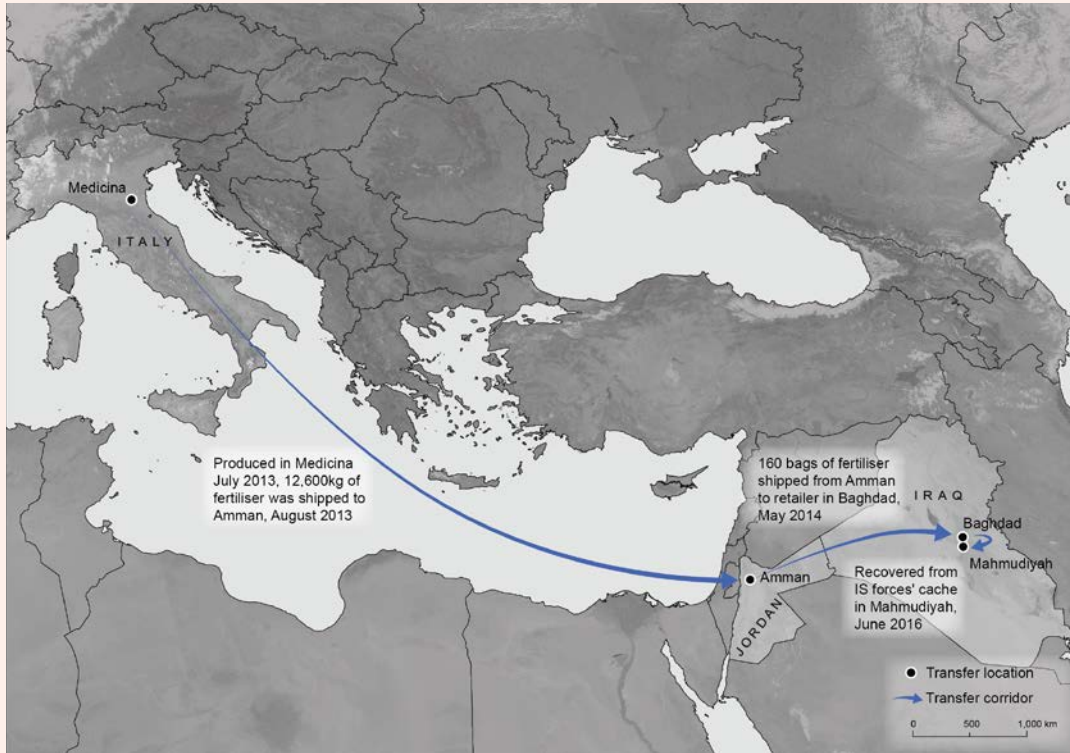 Medicina
ITALY
Produced in Medicina
July 2013, 12,600kg of
fertiliser was shipped to
Amman, August 2013
160 bags of fertiliser
shipped from Amman
to retailer in Baghdad,
May 2014
IRAQ
Baghdad
Mahmudiyah
Amman
JORDAN
Recovered from
IS forces' cache
in Mahmudiyah,
June 2016
Transfer location
Transfer corridor
0 500 1,000 km